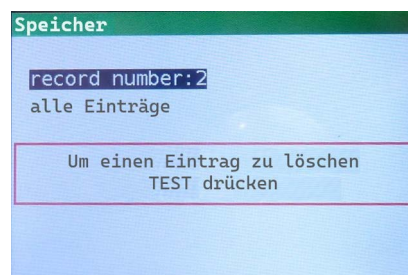 Speicher
record number:2
alle Einträge
Um einen Eintrag zu löschen
TEST drücken